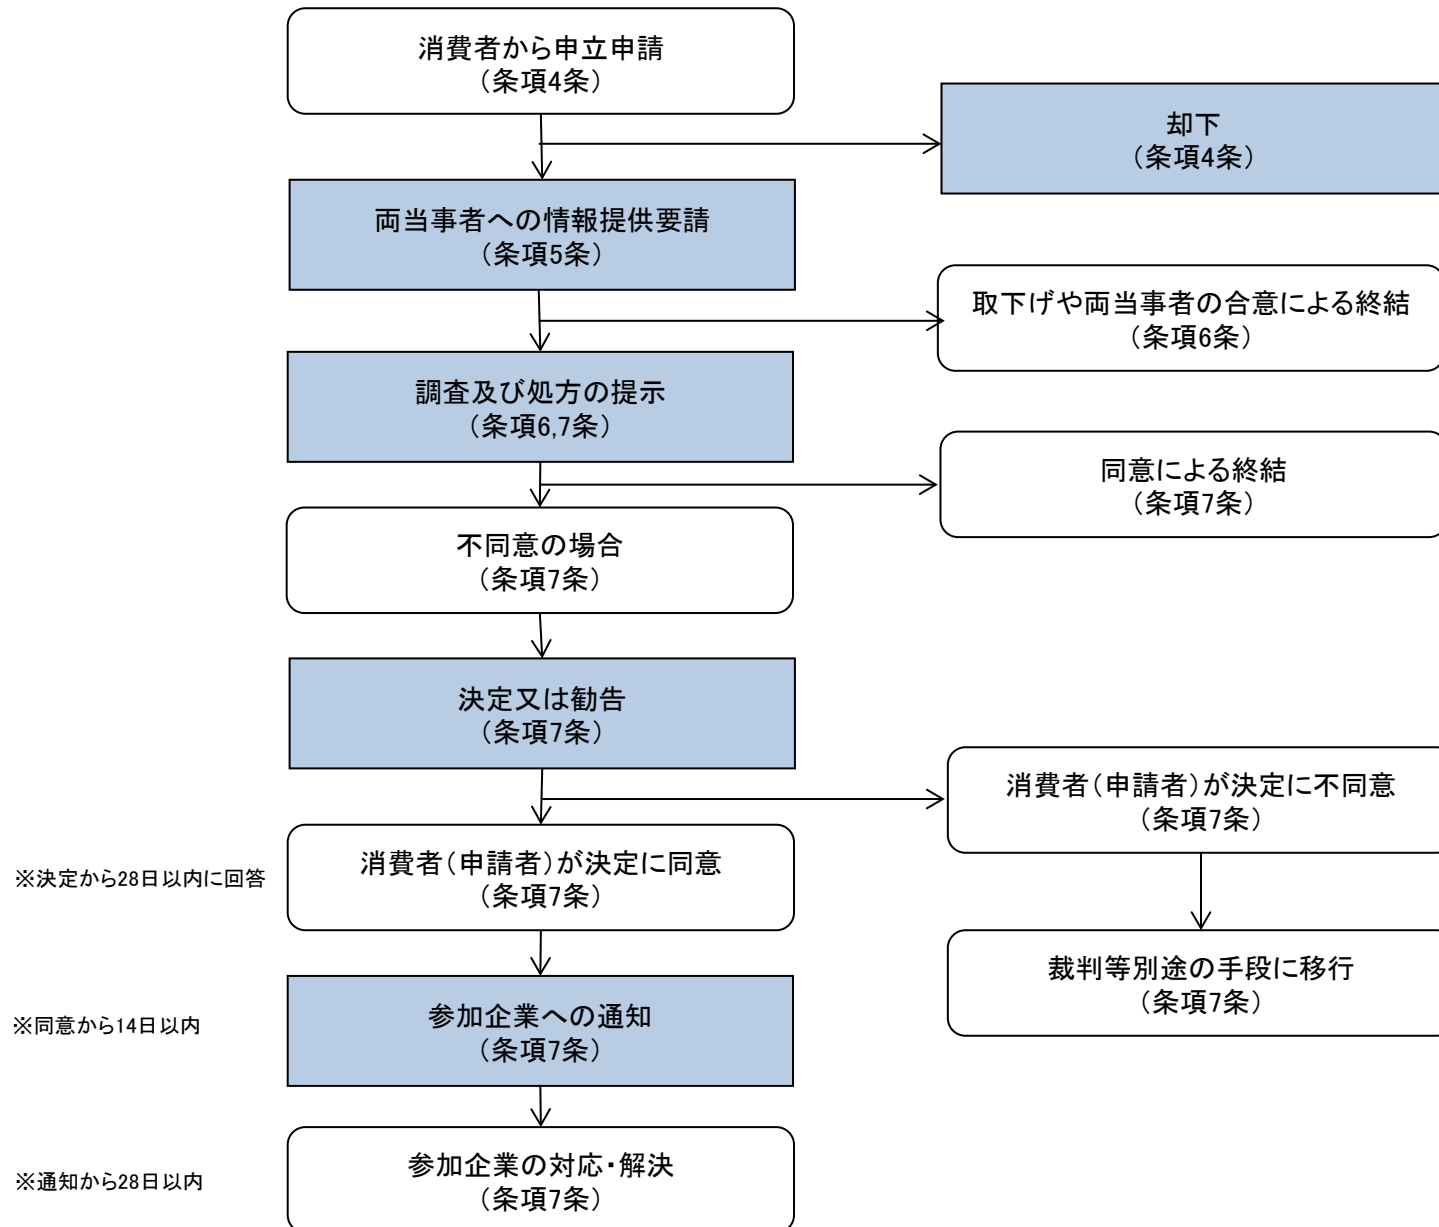 消費者から申立申請
（条項4条）
却下
（条項4条）
両当事者への情報提供要請
（条項5条）
取下げや両当事者の合意による終結
（条項6条）
調査及び処方の提示
（条項6,7条）
同意による終結
（条項7条）
不同意の場合
（条項7条）
決定又は勧告
（条項7条）
消費者（申請者）が決定に不同意
（条項7条）
消費者（申請者）が決定に同意
（条項7条）
※決定から28日以内に回答
裁判等別途の手段に移行
（条項7条）
参加企業への通知
（条項7条）
※同意から14日以内
参加企業の対応・解決
（条項7条）
※通知から28日以内